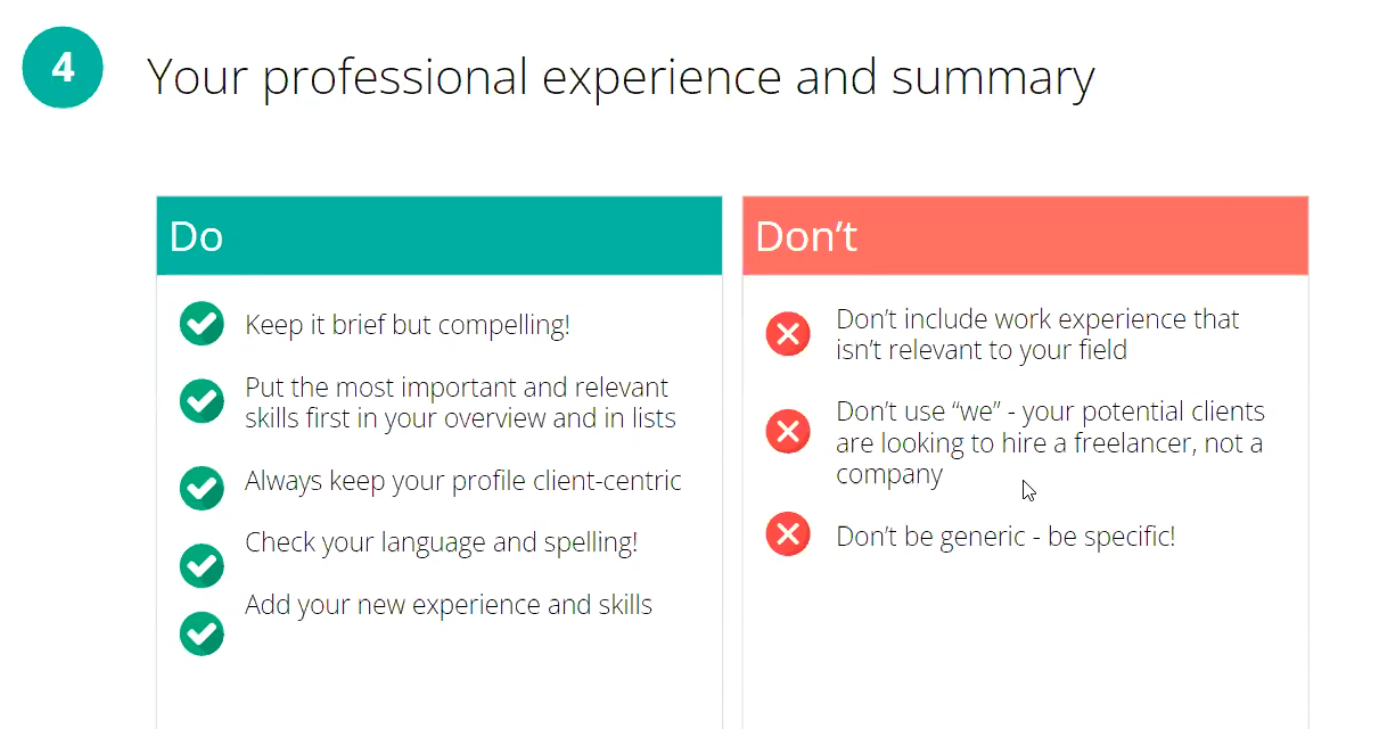 4
Your professional experience and summary
Do
Keep it brief but compelling!
Put the most important and relevant
skills first in your overview and in lists
Always keep your profile client-centric
Check your language and spelling!
Add your new experience and skills
Don’t
Don’t include work experience that
isn’t relevant to your field
Don’t use “we” - your potential clients
are looking to hire a freelancer, not a
company
Don’t be generic - be specific!